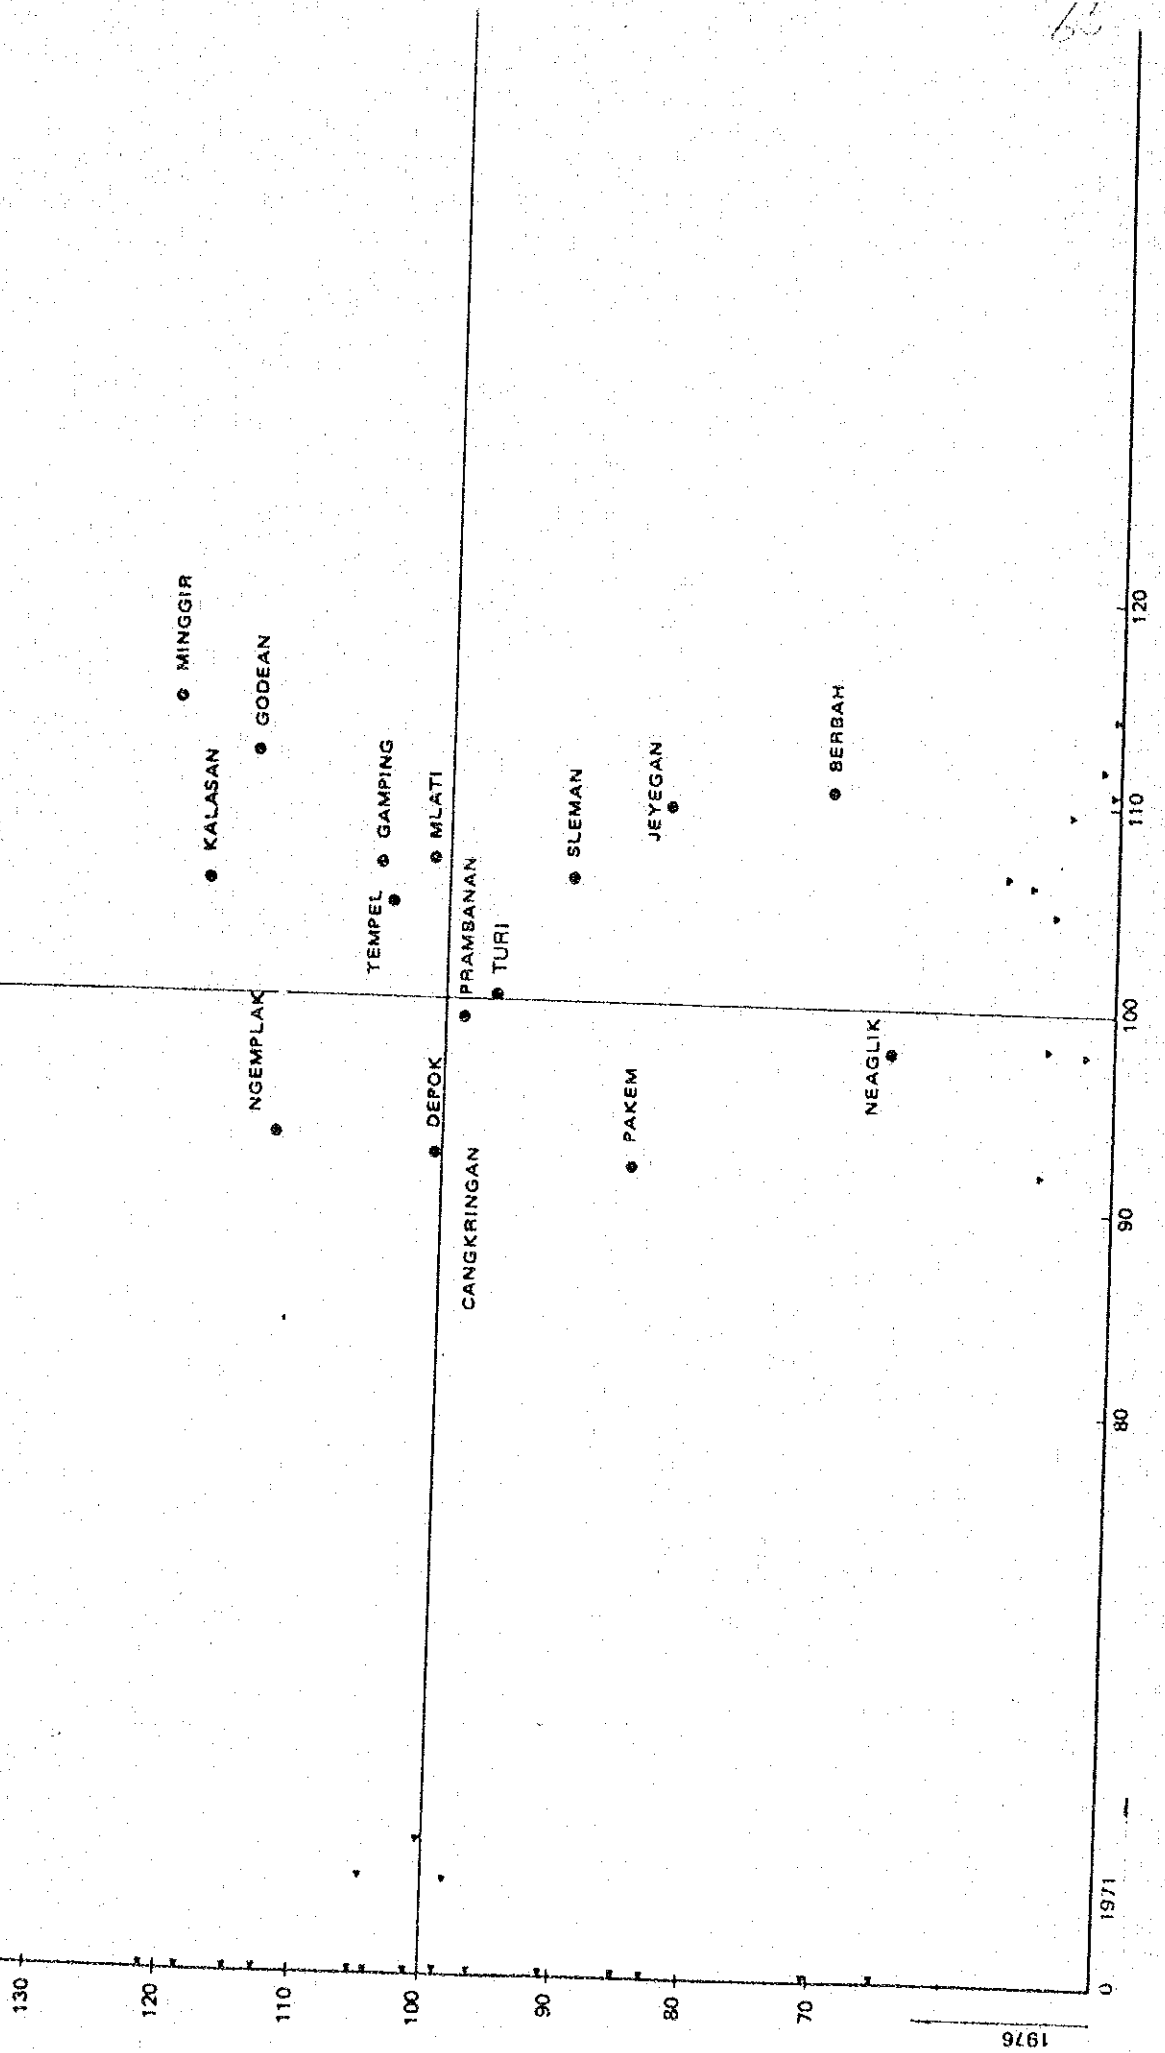 130
120
110
100
90
80
70
1976
MINGGIR
KALASAN
GODEAN
NGEMPLAK
TEMPEL
GAMPING
MLATI
DEPOK
PRAMBANAN
CANGKRINGAN
TURI
SLEMAN
PAKEM
JEYEGAN
BERBAH
NEAGLIK
0
1971
80
90
100
110
120